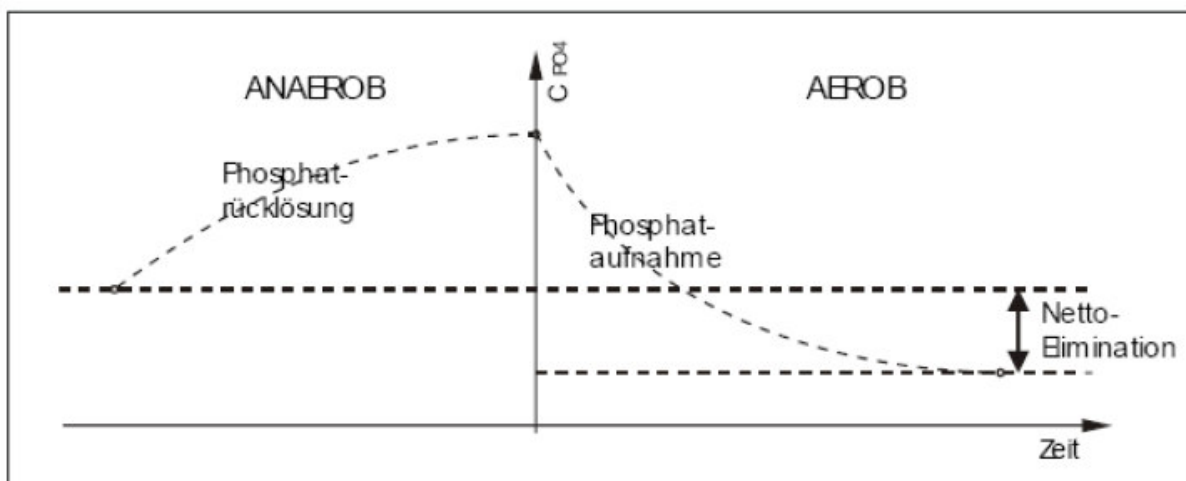 ANAEROB
C PO4
AEROB
Phosphat-
rücklösung
Phosphat-
aufnahme
Netto-
Elimination
Zeit